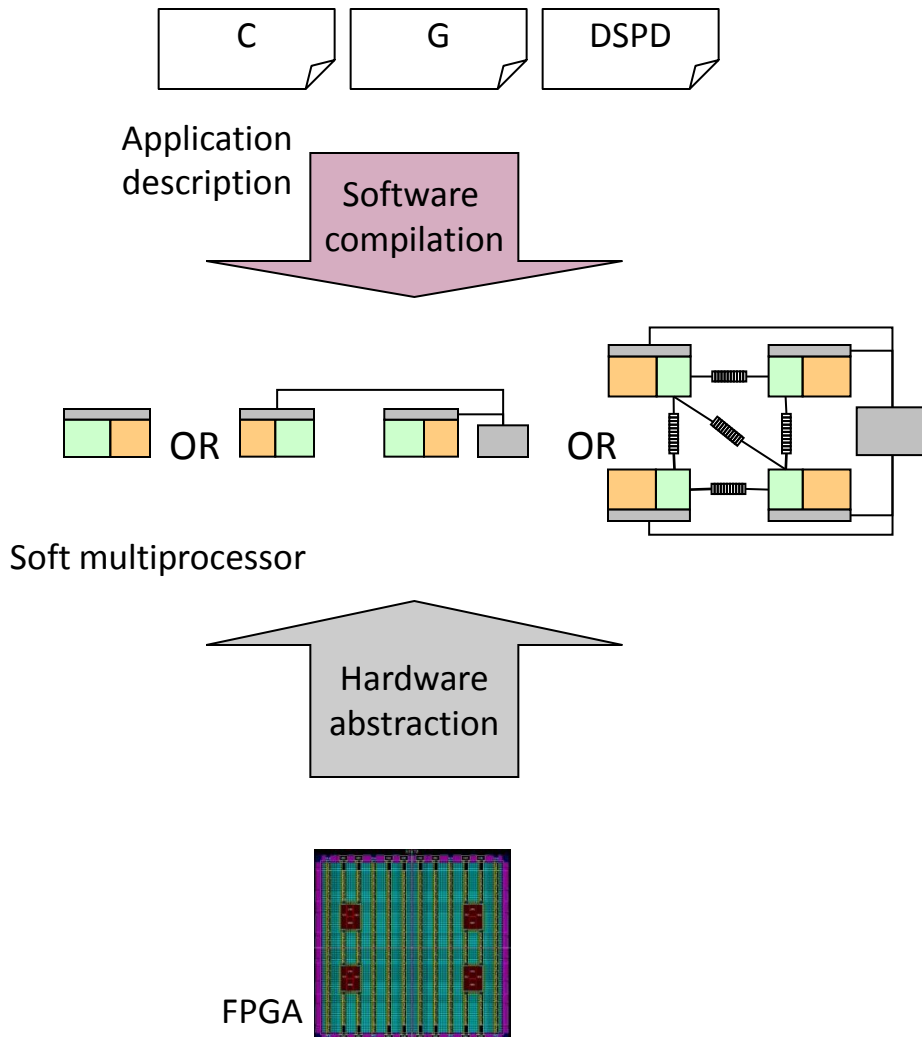 C
G
DSPD
Application
description
Software
compilation
OR
OR
Soft multiprocessor
Hardware
abstraction
FPGA